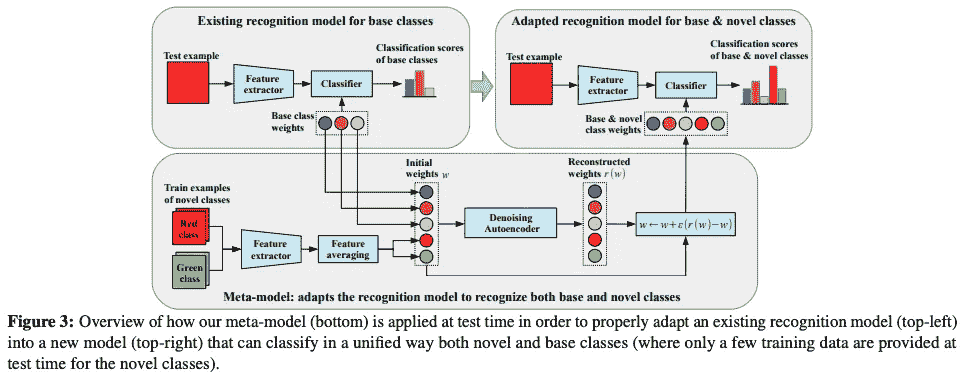 Existing recognition model for base classes
Test example
Feature
extractor
Classifier
Classification scores
of base classes
Base class
weights
Adapted recognition model for base & novel classes
Test example
Feature
extractor
Classifier
Classification scores
of base & novel classes
Base & novel
class weights
Train examples
of novel classes
Red
class
Green
class
Feature
extractor
Feature
averaging
Initial
weights w
Denoising
Autoencoder
Reconstructed
weights r(w)
w ← w+ε(r(w)−w)
Meta-model: adapts the recognition model to recognize both base and novel classes
Figure 3: Overview of how our meta-model (bottom) is applied at test time in order to properly adapt an existing recognition model (top-left)
into a new model (top-right) that can classify in a unified way both novel and base classes (where only a few training data are provided at
test time for the novel classes).